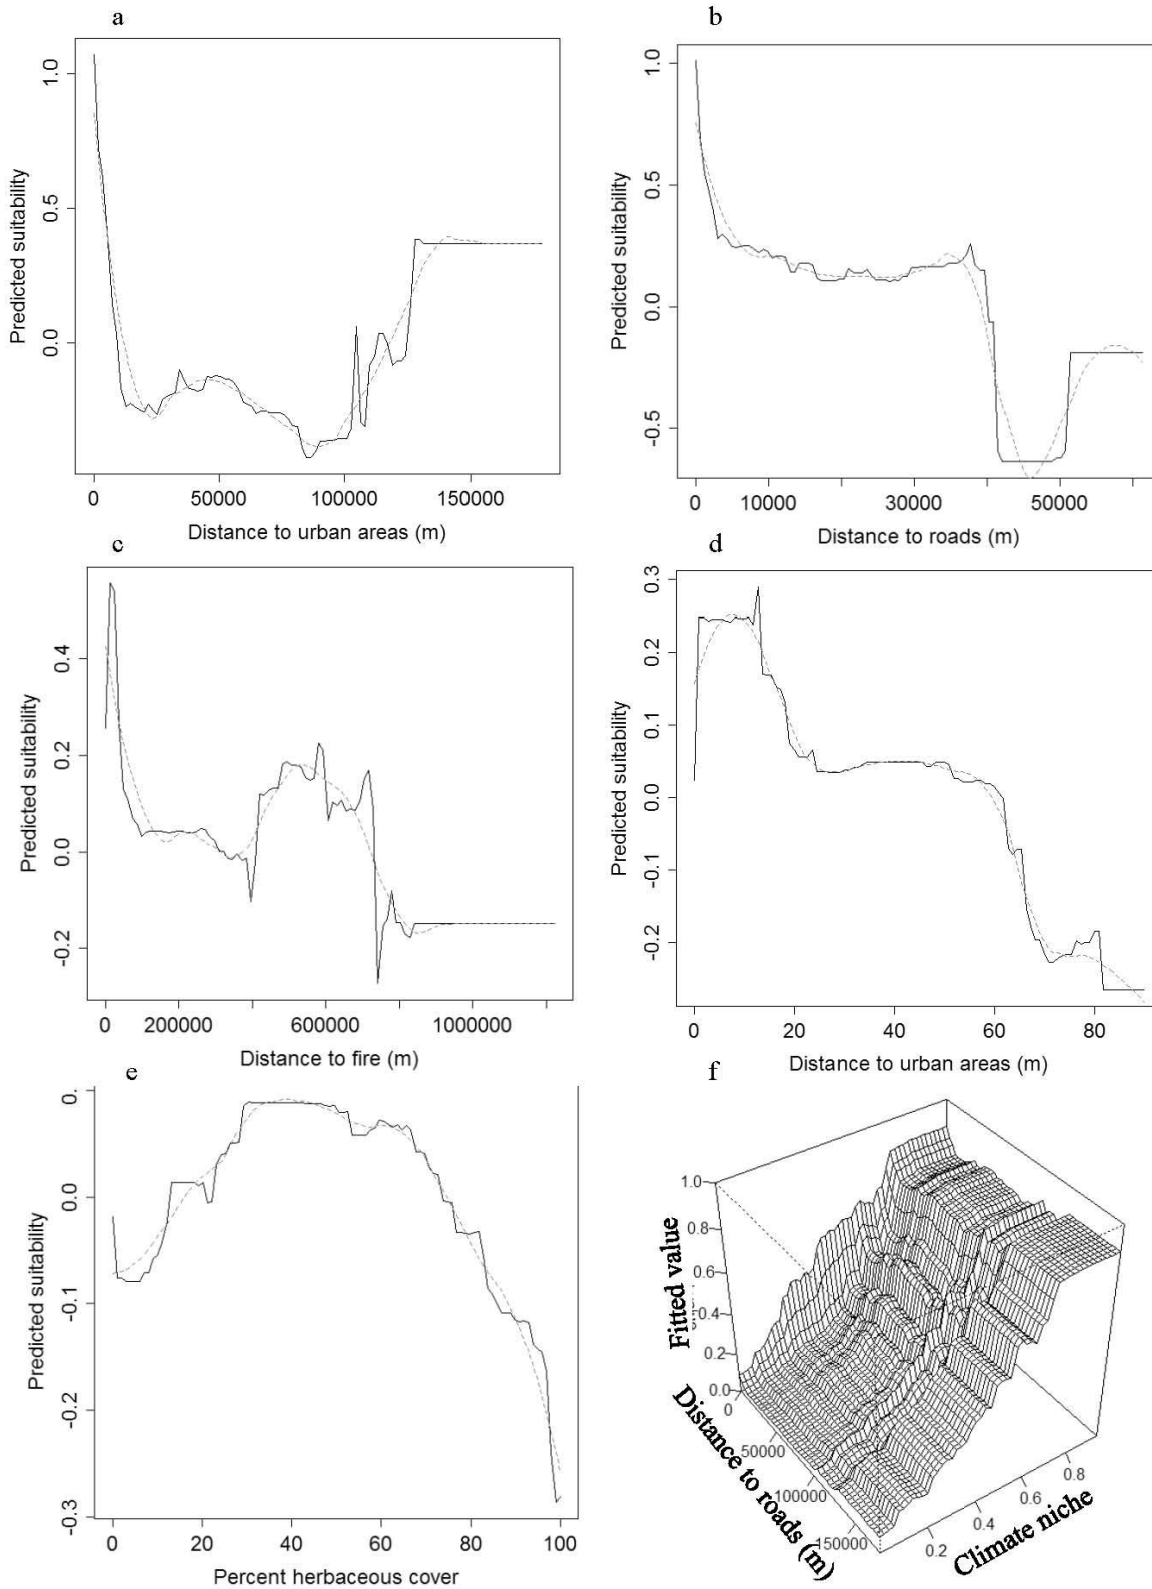 a
1.0
0.5
0.0
Predicted suitability
0 50000 100000 150000
Distance to urban areas (m)
b
1.0
0.5
0.0
-0.5
Predicted suitability
0 10000 30000 50000
Distance to roads (m)
c
0.4
0.2
0.0
-0.2
Predicted suitability
0 200000 600000 1000000
Distance to fire (m)
d
0.3
0.2
0.1
0.0
-0.1
-0.2
Predicted suitability
0 20 40 60 80
Distance to urban areas (m)
e
0.
0.0
-0.1
-0.2
-0.3
Predicted suitability
0 20 40 60 80 100
Percent herbaceous cover
f
1.0
0.8
0.6
0.4
0.2
0.0
Fitted value
0
50000
100000
150000
Distance to roads (m)
0.2
0.4
0.6
0.8
Climate niche